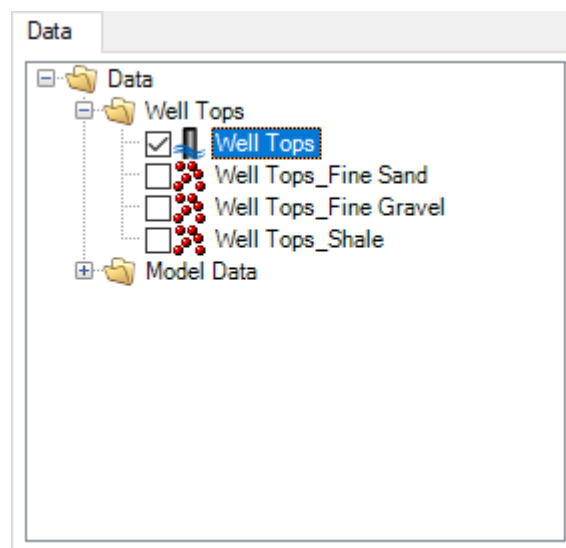 Data
Data
Well Tops
Well Tops
Well Tops_Fine Sand
Well Tops_Fine Gravel
Well Tops_Shale
Model Data